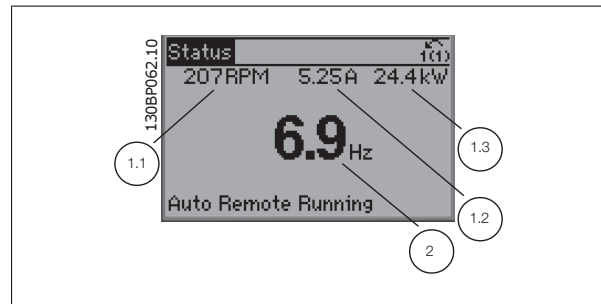 130BP062.10
Status
1(1)
207RPM 5.25A 24.4kW
6.9Hz
Auto Remote Running
1.1
1.3
1.2
2